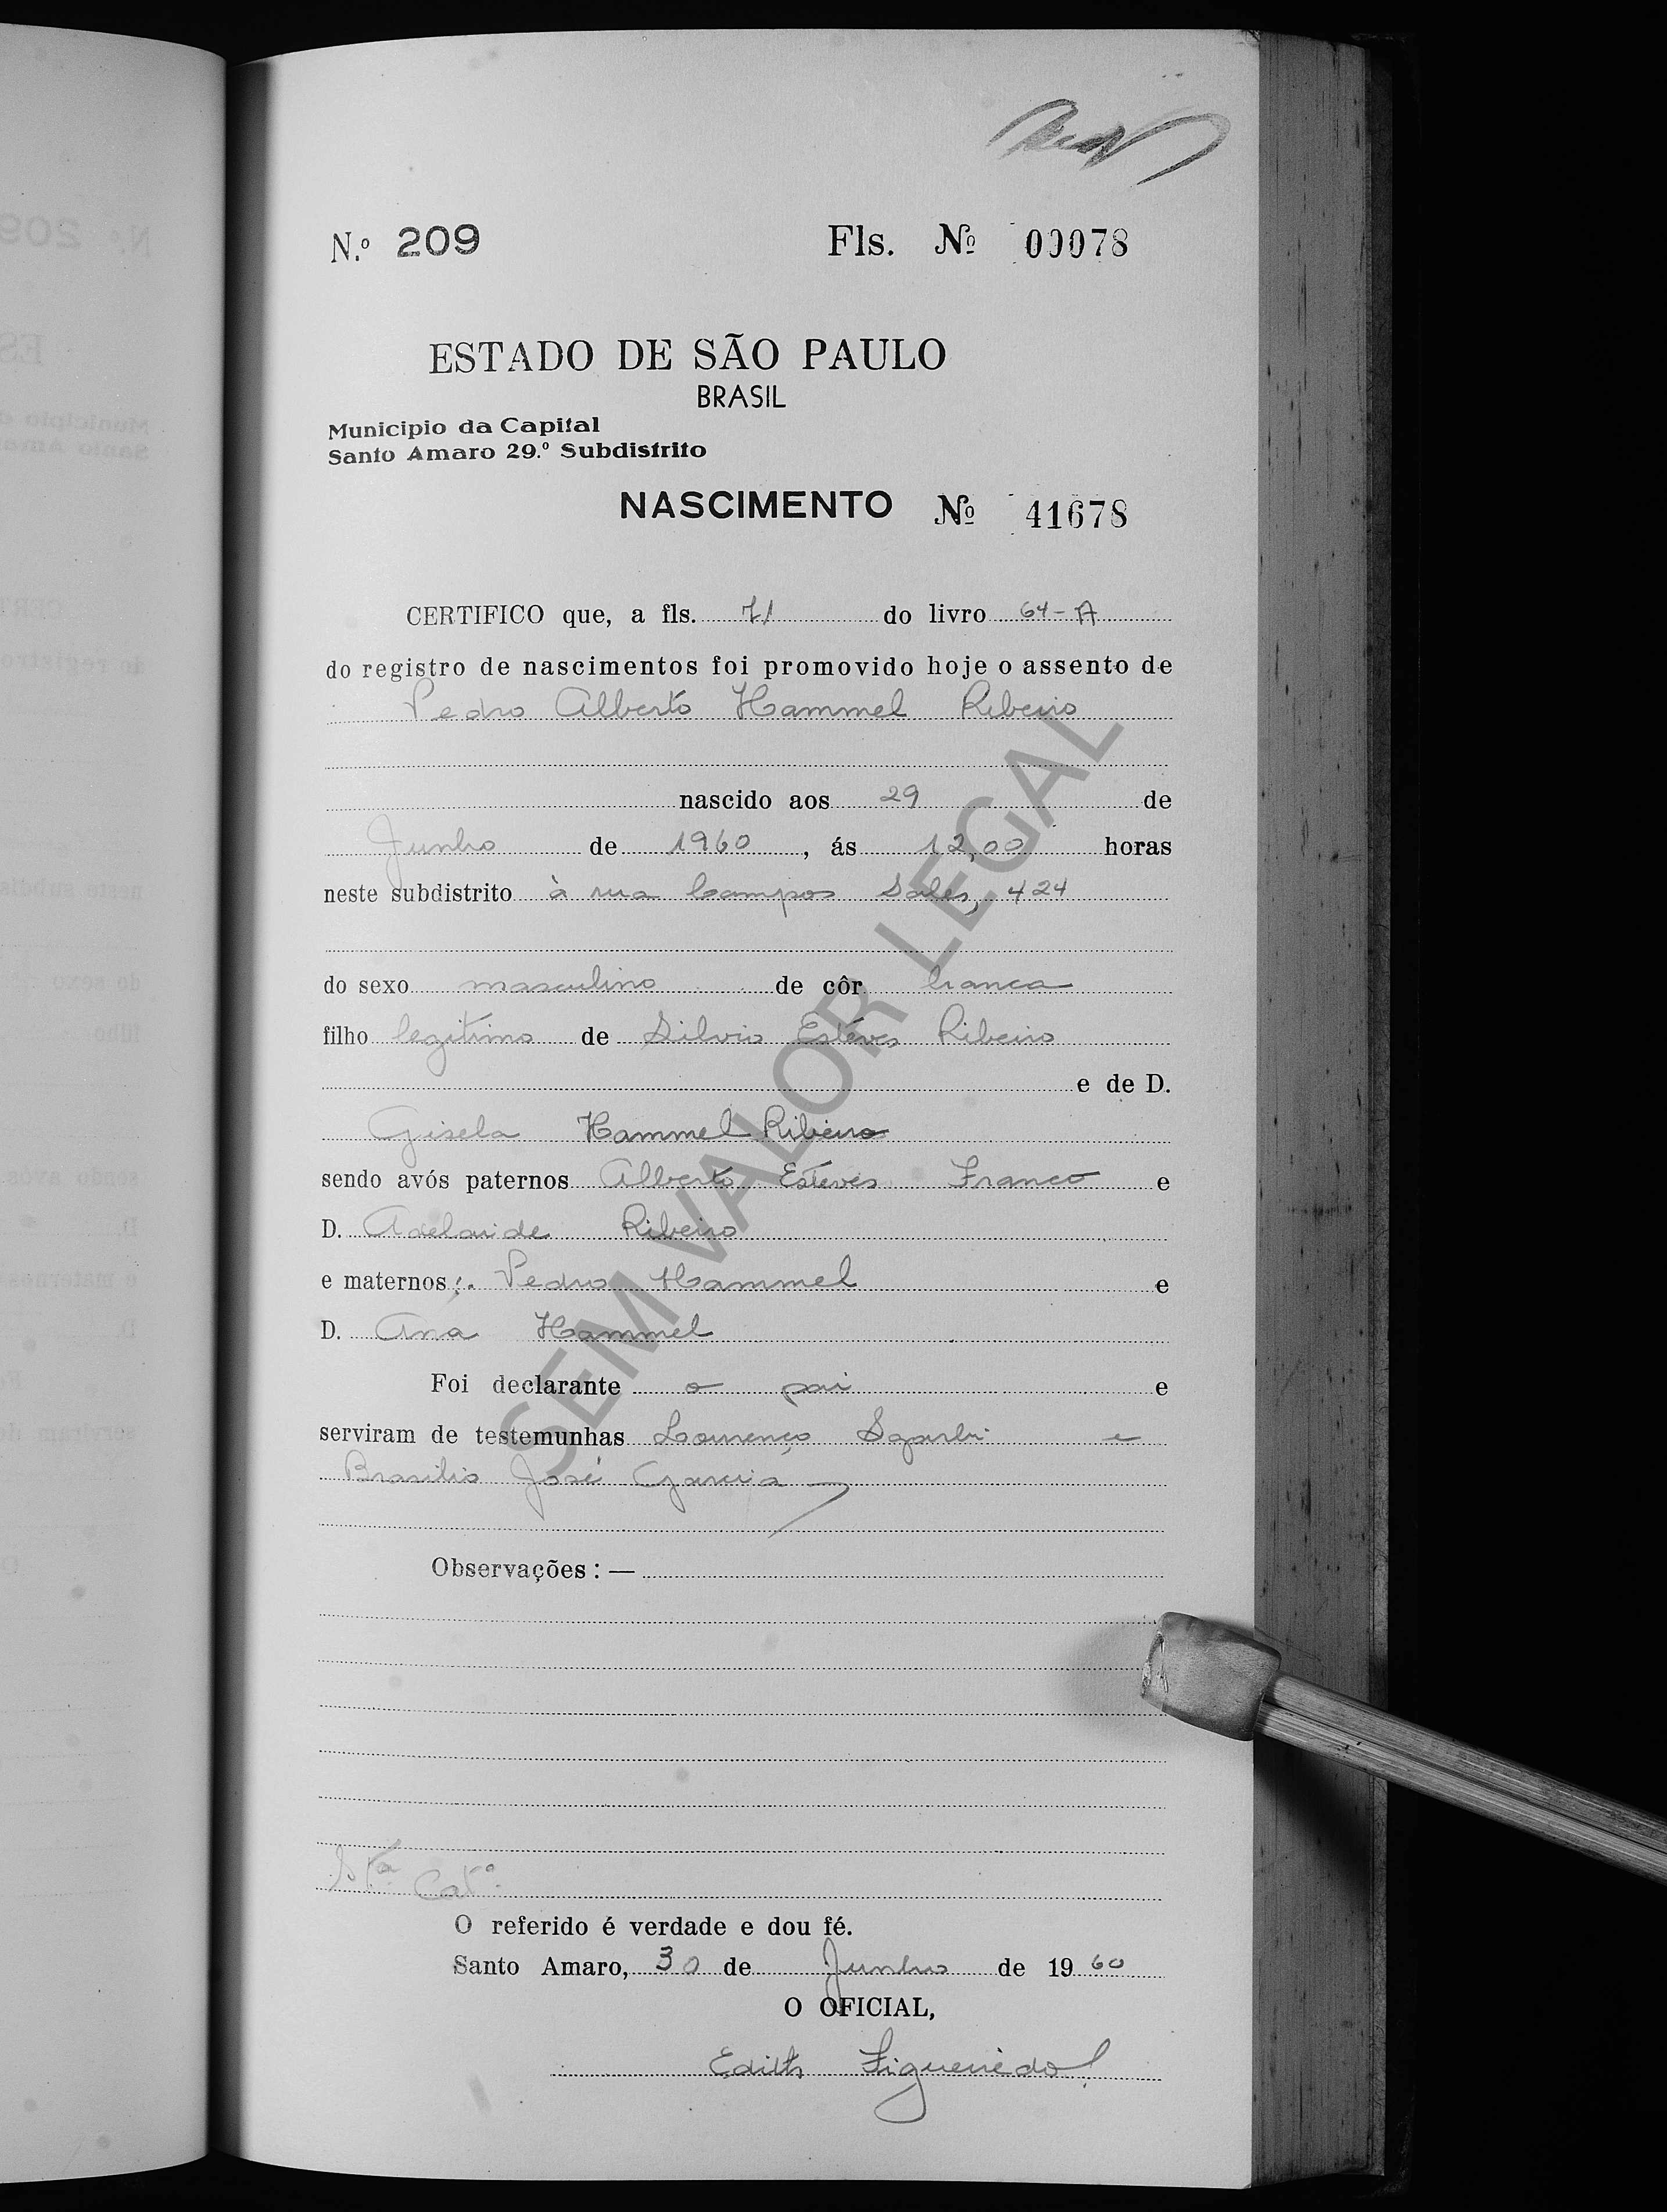 N.º 209 Fls. № 00078
ESTADO DE SÃO PAULO
BRASIL
Municipio da Capital
Santo Amaro 29.º Subdistrito
NASCIMENTO № 41678
CERTIFICO que, a fls. 71 do livro 64-A
do registro de nascimentos foi promovido hoje o assento de
Pedro Alberto Hammel Ribeiro
nascido aos 29 de
Junho de 1960, ás 12,00 horas
neste subdistrito à rua Campos Sales, 424
do sexo masculino de côr branca
filho legitimo de Silvio Esteves Ribeiro
e de D.
Gisela Hammel Ribeiro
sendo avós paternos Alberto Esteves Franco e
D. Adelaide Ribeiro
e maternos: Pedro Hammel e
D. Ana Hammel
Foi declarante o pai e
serviram de testemunhas Lourenço Sgarbi e
Brasilio José Garcia
Observações : —
Sta. Cat.
O referido é verdade e dou fé.
Santo Amaro, 30 de Junho de 1960
O OFICIAL,
Edith Figueirêdo
SEM VALOR LEGAL